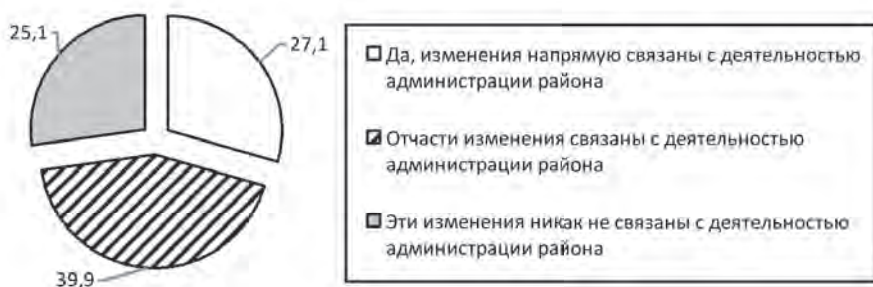 25,1
27,1
39,9
Да, изменения напрямую связаны с деятельностью
администрации района
Отчасти изменения связаны с деятельностью
администрации района
Эти изменения никак не связаны с деятельностью
администрации района